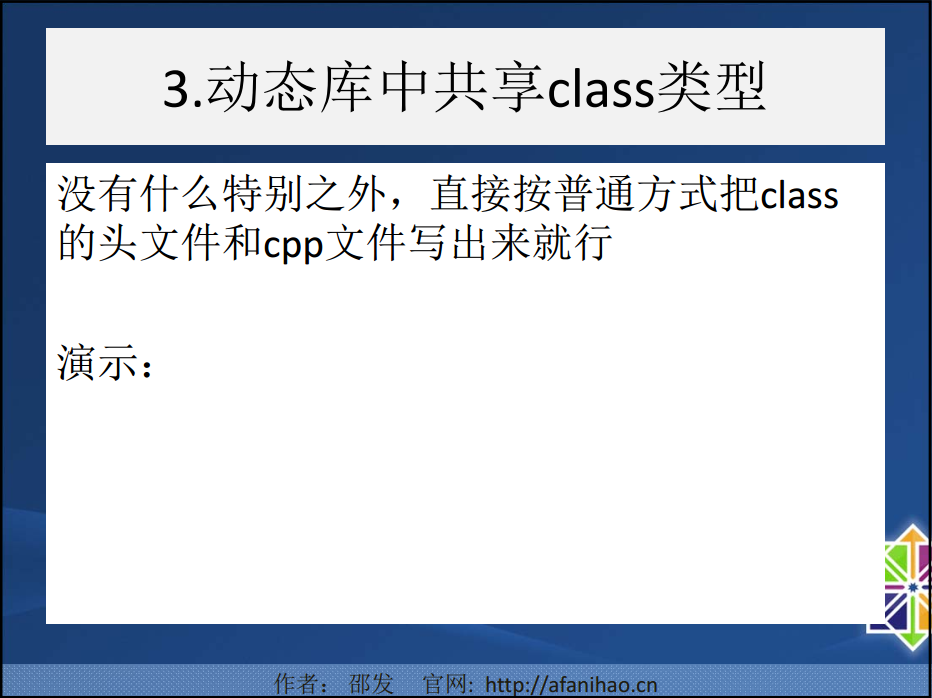 3.动态库中共享class类型
没有什么特别之外，直接按普通方式把class
的头文件和cpp文件写出来就行
演示：
作者： 邵发 官网: http://afanihao.cn